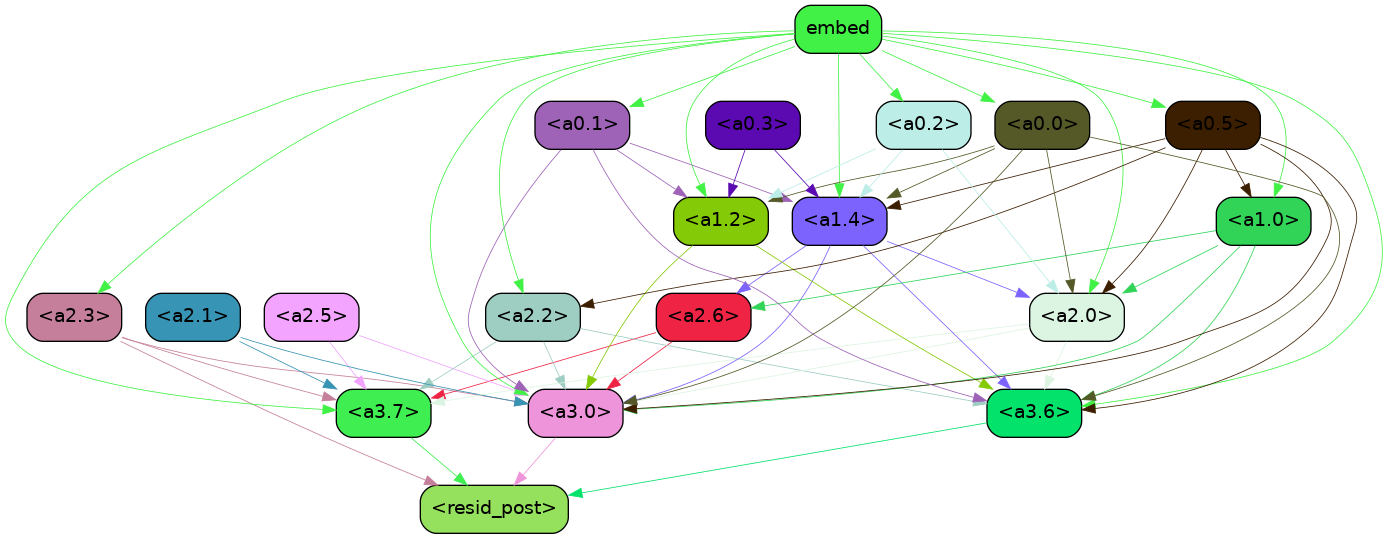 embed
<a0.1>
<a0.3>
<a0.2>
<a0.0>
<a0.5>
<a1.2>
<a1.4>
<a1.0>
<a2.3>
<a2.1>
<a2.5>
<a2.2>
<a2.6>
<a2.0>
<a3.7>
<a3.0>
<a3.6>
<resid_post>